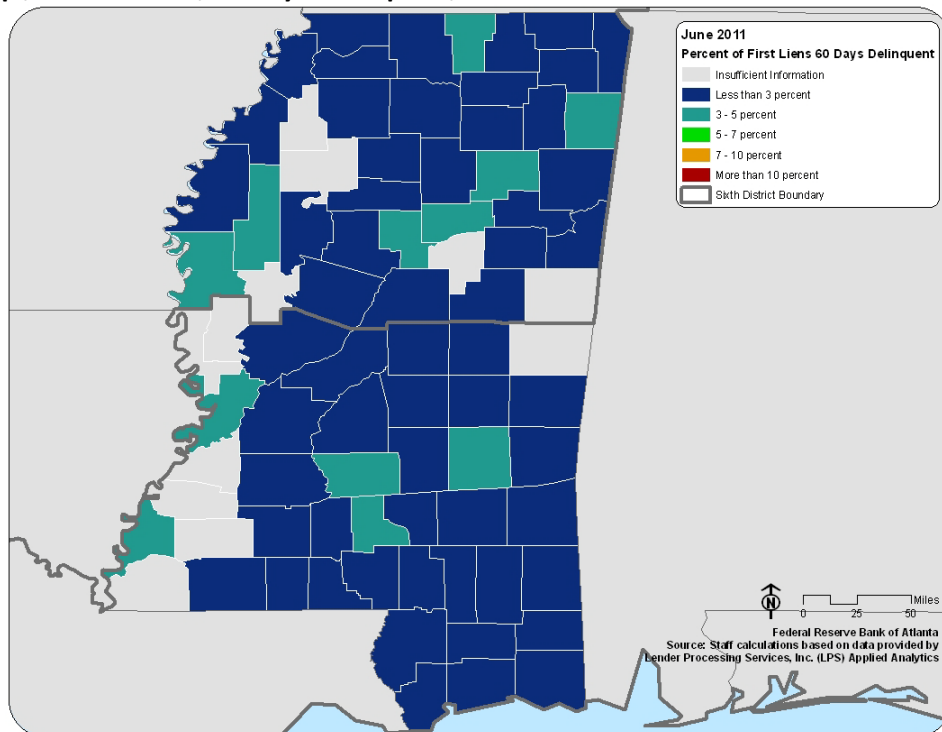 June 2011
Percent of First Liens 60 Days Delinquent
Insufficient Information
Less than 3 percent
3 - 5 percent
5 - 7 percent
7 - 10 percent
More than 10 percent
Sixth District Boundary
N
Miles
0 25 50
Federal Reserve Bank of Atlanta
Source: Staff calculations based on data provided by
Lender Processing Services, Inc. (LPS) Applied Analytics